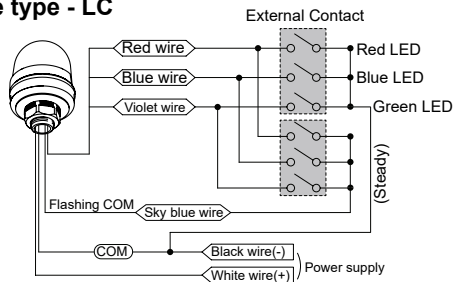 e type - LC
External Contact
Red wire Red LED
Blue wire Blue LED
Violet wire Green LED
(Steady)
Flashing COM Sky blue wire
COM Black wire(-)
White wire(+) Power supply